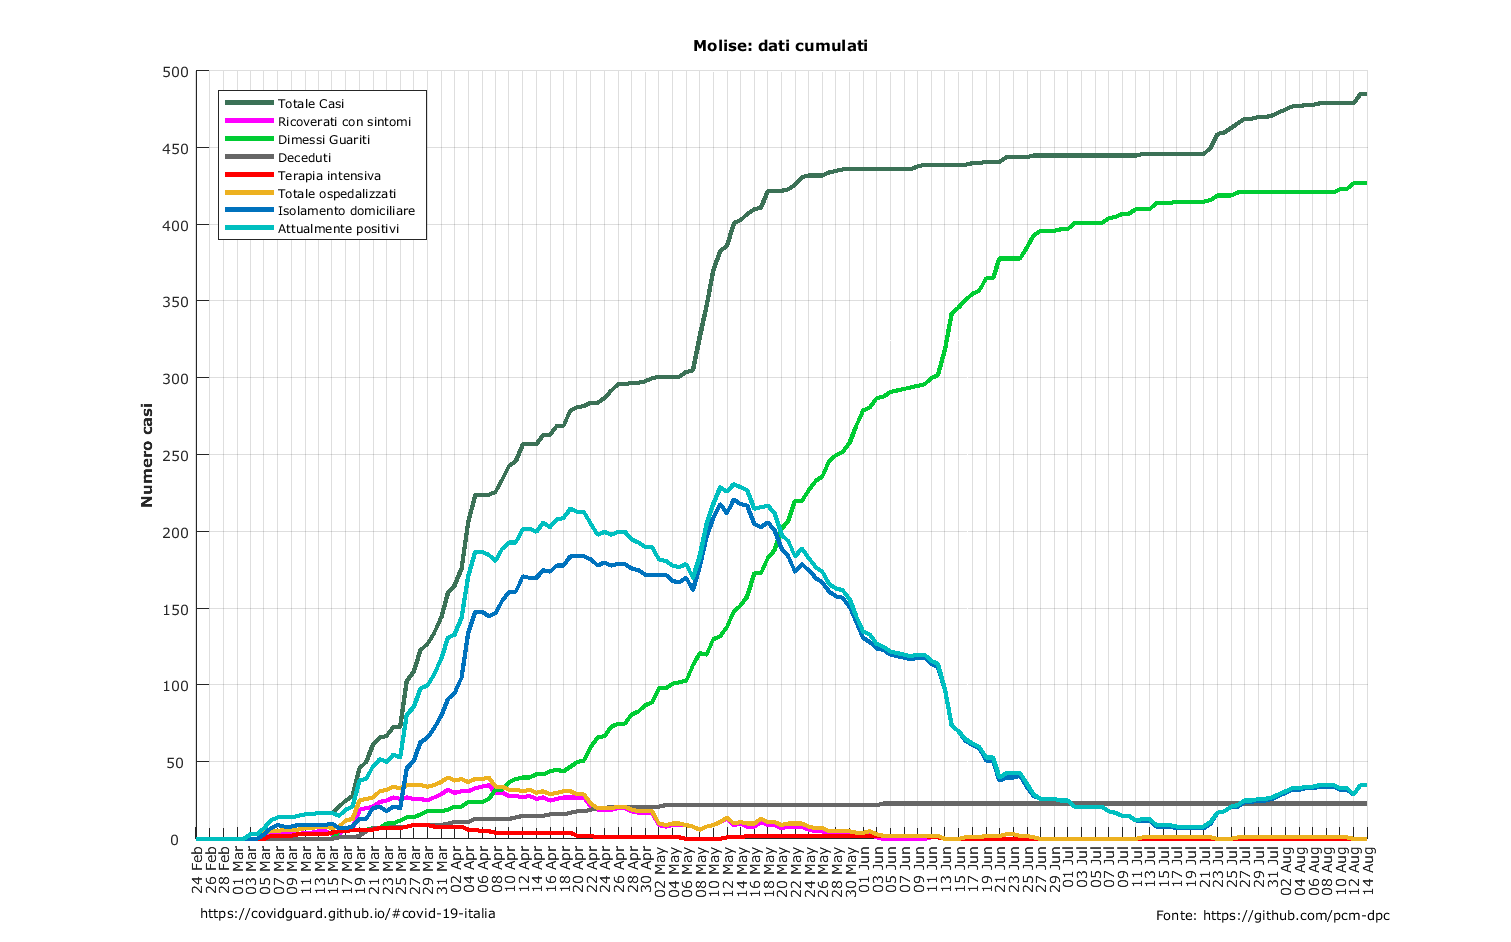 Molise: dati cumulati
500
450
400
350
300
250
200
150
100
50
0
Numero casi
Totale Casi
Ricoverati con sintomi
Dimessi Guariti
Deceduti
Terapia intensiva
Totale ospedalizzati
Isolamento domiciliare
Attualmente positivi
24 Feb
26 Feb
28 Feb
01 Mar
03 Mar
05 Mar
07 Mar
09 Mar
11 Mar
13 Mar
15 Mar
17 Mar
19 Mar
21 Mar
23 Mar
25 Mar
27 Mar
29 Mar
31 Mar
02 Apr
04 Apr
06 Apr
08 Apr
10 Apr
12 Apr
14 Apr
16 Apr
18 Apr
20 Apr
22 Apr
24 Apr
26 Apr
28 Apr
30 Apr
02 May
04 May
06 May
08 May
10 May
12 May
14 May
16 May
18 May
20 May
22 May
24 May
26 May
28 May
30 May
01 Jun
03 Jun
05 Jun
07 Jun
09 Jun
11 Jun
13 Jun
15 Jun
17 Jun
19 Jun
21 Jun
23 Jun
25 Jun
27 Jun
29 Jun
01 Jul
03 Jul
05 Jul
07 Jul
09 Jul
11 Jul
13 Jul
15 Jul
17 Jul
19 Jul
21 Jul
23 Jul
25 Jul
27 Jul
29 Jul
31 Jul
02 Aug
04 Aug
06 Aug
08 Aug
10 Aug
12 Aug
14 Aug
https://covidguard.github.io/#covid-19-italia
Fonte: https://github.com/pcm-dpc